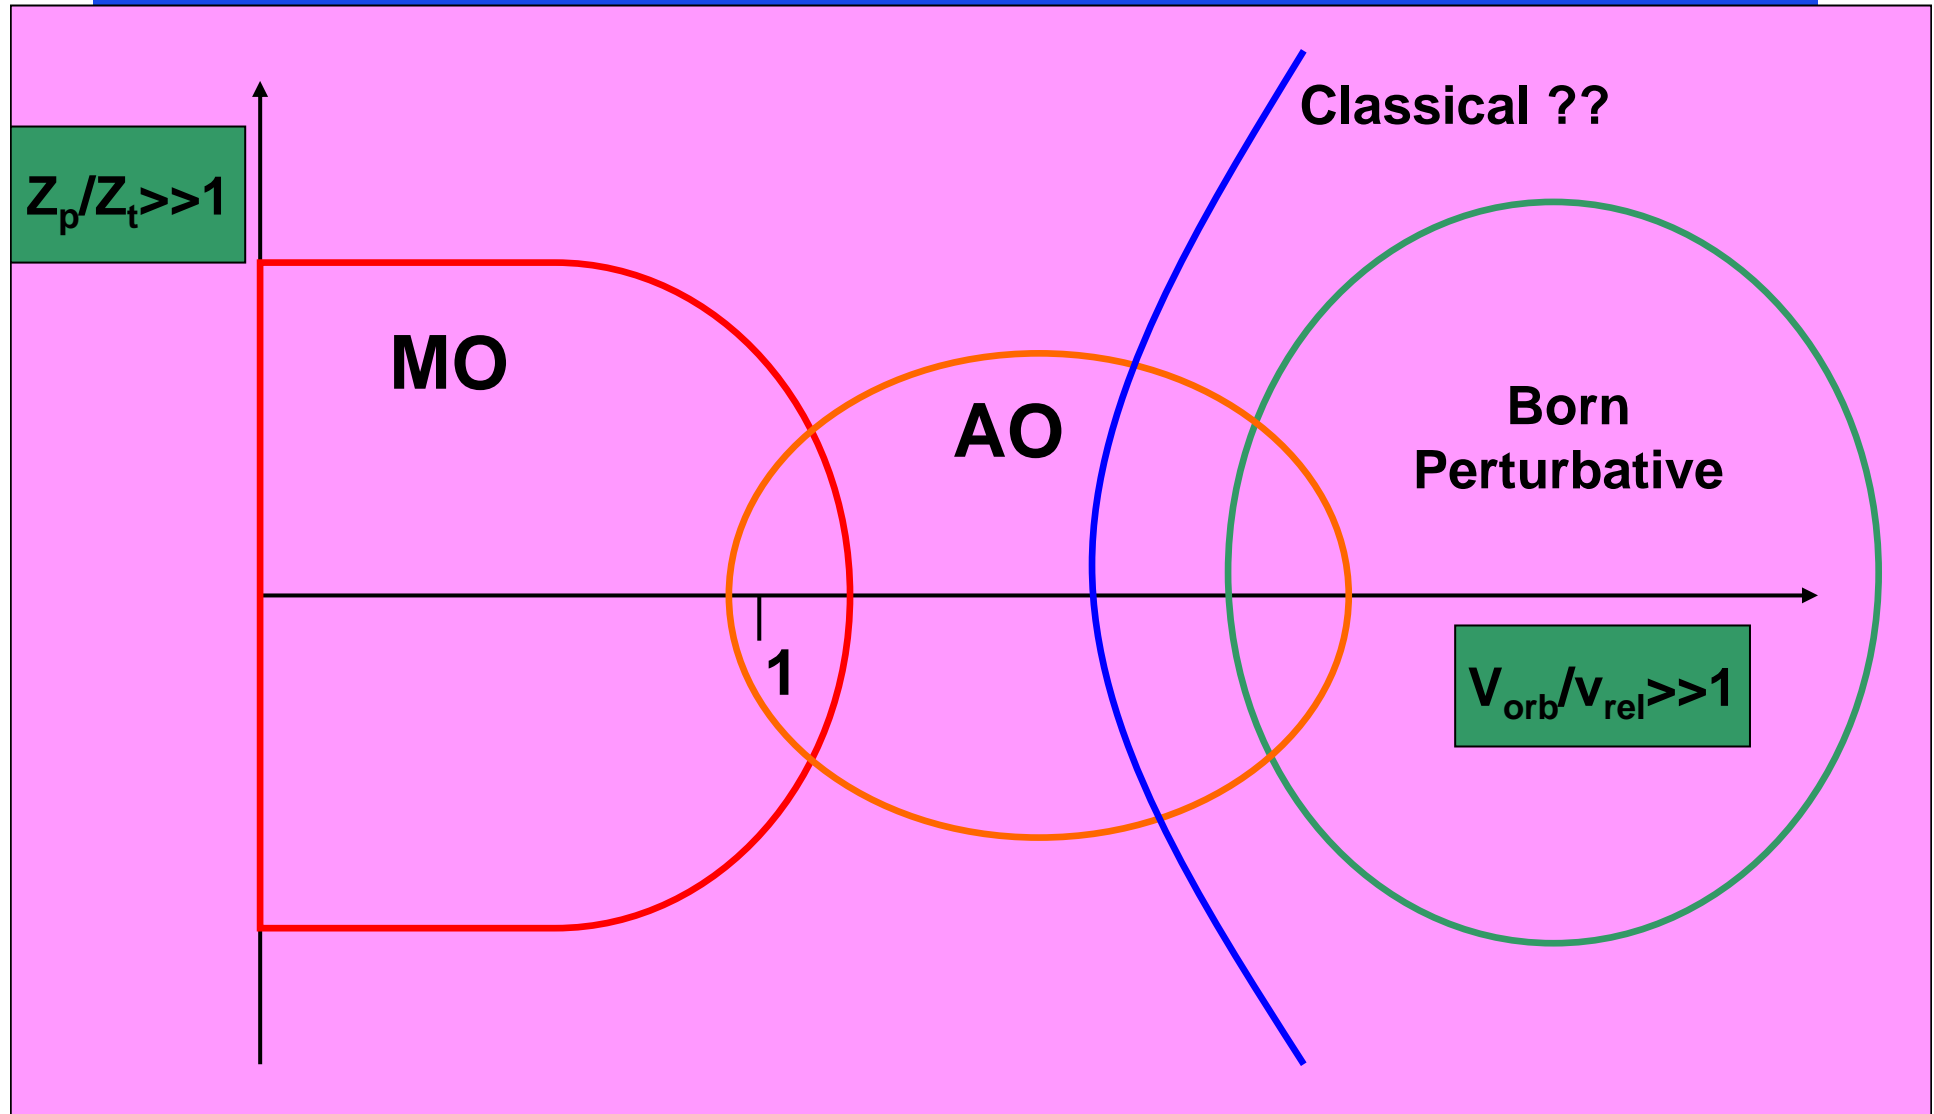 Classical ??
Zp/Zt>>1
MO
AO
Born
Perturbative
1
Vorb/vrel>>1